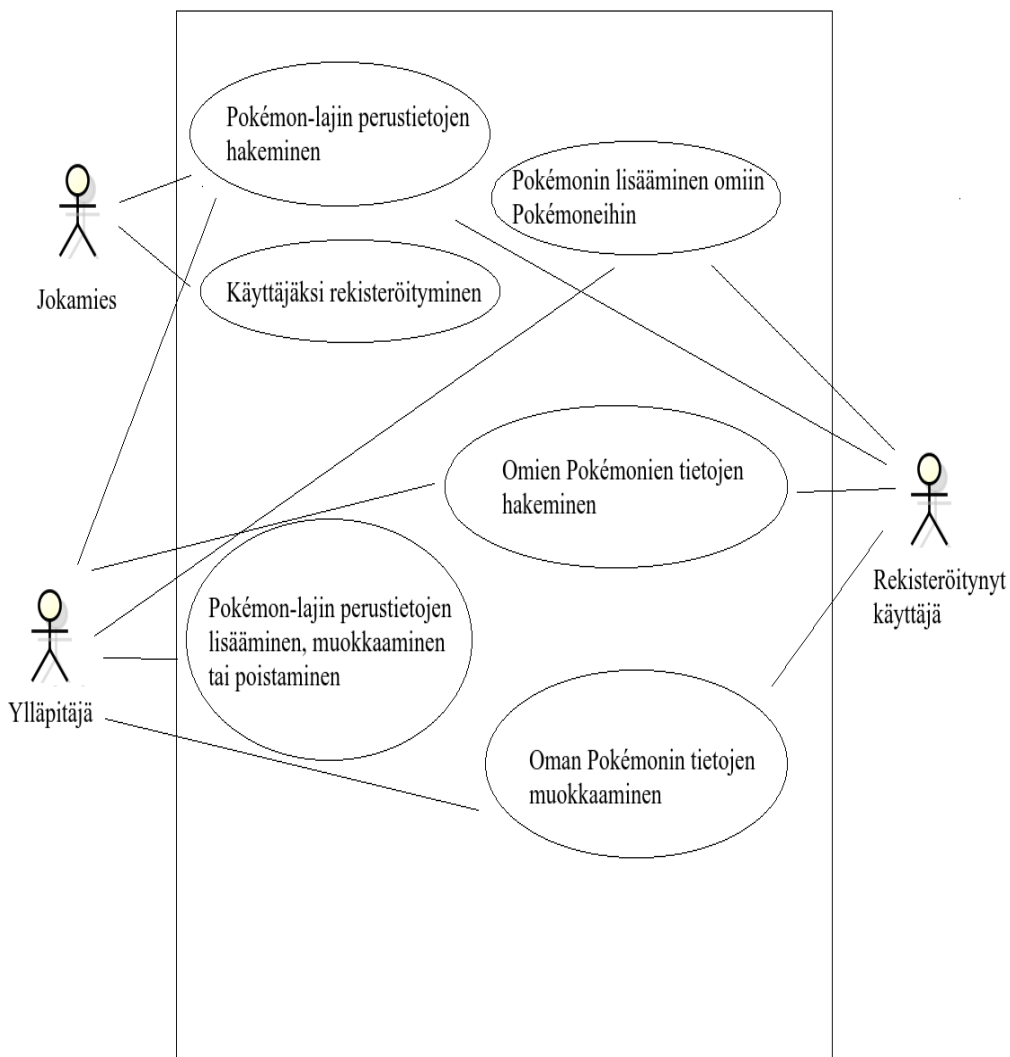 Pokémon-lajin perustietojen
hakeminen
Pokémonin lisääminen omiin
Pokémoneihin
Jokamies
Käyttäjäksi rekisteröityminen
Omien Pokémonien tietojen
hakeminen
Rekisteröitynyt
käyttäjä
Pokémon-lajin perustietojen
lisääminen, muokkaaminen
tai poistaminen
Ylläpitäjä
Oman Pokémonin tietojen
muokkaaminen